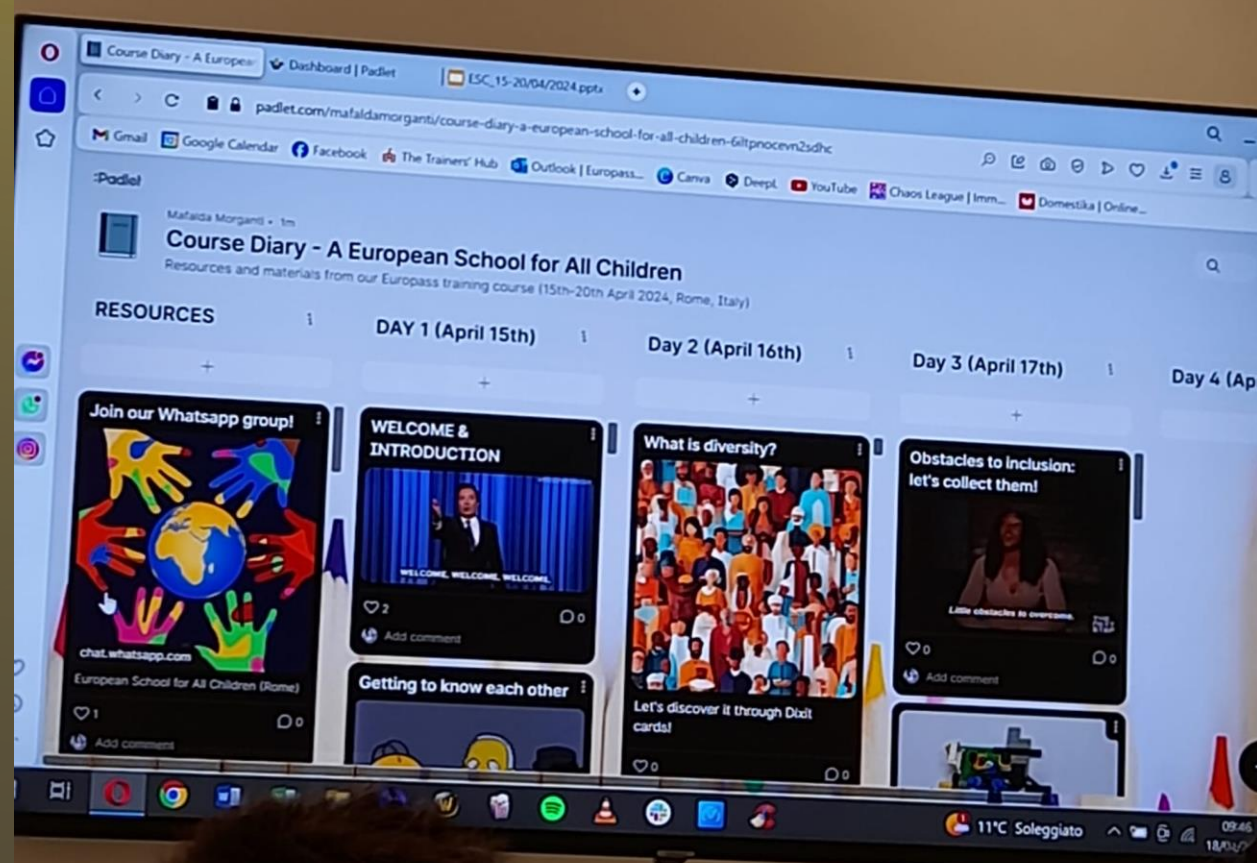 Course Diary - A Europea
Dashboard | Padlet
ESC_15-20/04/2024.pptx
padlet.com/mafaldamorganti/course-diary-a-european-school-for-all-children-6iltpnocevn2sdhc
Gmail
Google Calendar
Facebook
The Trainers' Hub
Outlook | Europass...
Canva
DeepL
YouTube
Chaos League | Imm...
Domestika | Online...
:Padlet
Mafalda Morganti • 1m
Course Diary - A European School for All Children
Resources and materials from our Europass training course (15th-20th April 2024, Rome, Italy)
RESOURCES
Join our Whatsapp group!
chat.whatsapp.com
European School for All Children (Rome)
1
0
Add comment
DAY 1 (April 15th)
WELCOME &
INTRODUCTION
WELCOME, WELCOME, WELCOME.
2
0
Add comment
Getting to know each other
Day 2 (April 16th)
What is diversity?
Let's discover it through Dixit
cards!
0
0
Day 3 (April 17th)
Obstacles to inclusion:
let's collect them!
Little obstacles to overcome.
0
0
Add comment
Day 4 (Ap
11°C Soleggiato
09:46